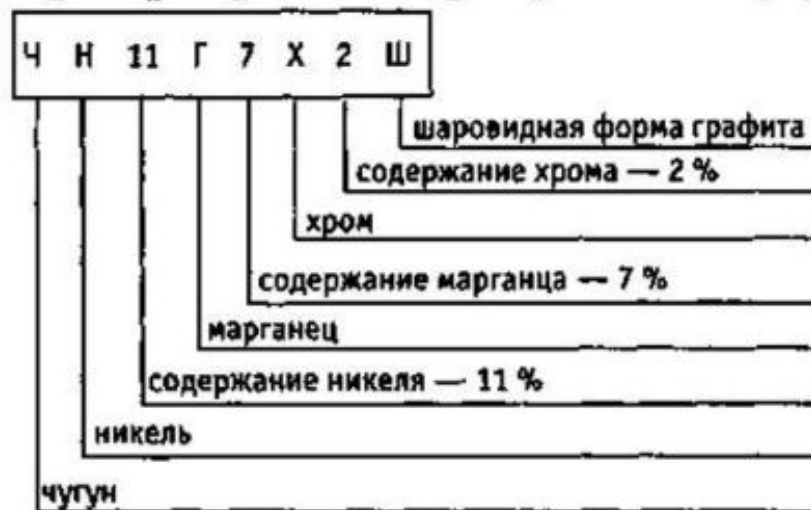 Ч Н 11 Г 7 Х 2 Ш
шаровидная форма графита
содержание хрома — 2 %
хром
содержание марганца — 7 %
марганец
содержание никеля — 11 %
никель
чугун